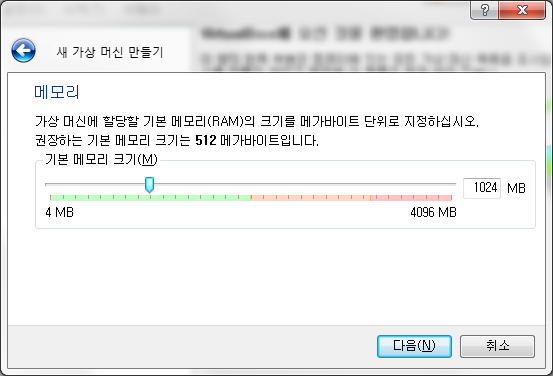 새 가상 머신 만들기
메모리
가상 머신에 할당할 기본 메모리(RAM)의 크기를 메가바이트 단위로 지정하십시오.
권장하는 기본 메모리 크기는 512 메가바이트입니다.
기본 메모리 크기(M)
1024 MB
4 MB 4096 MB
다음(N) 취소